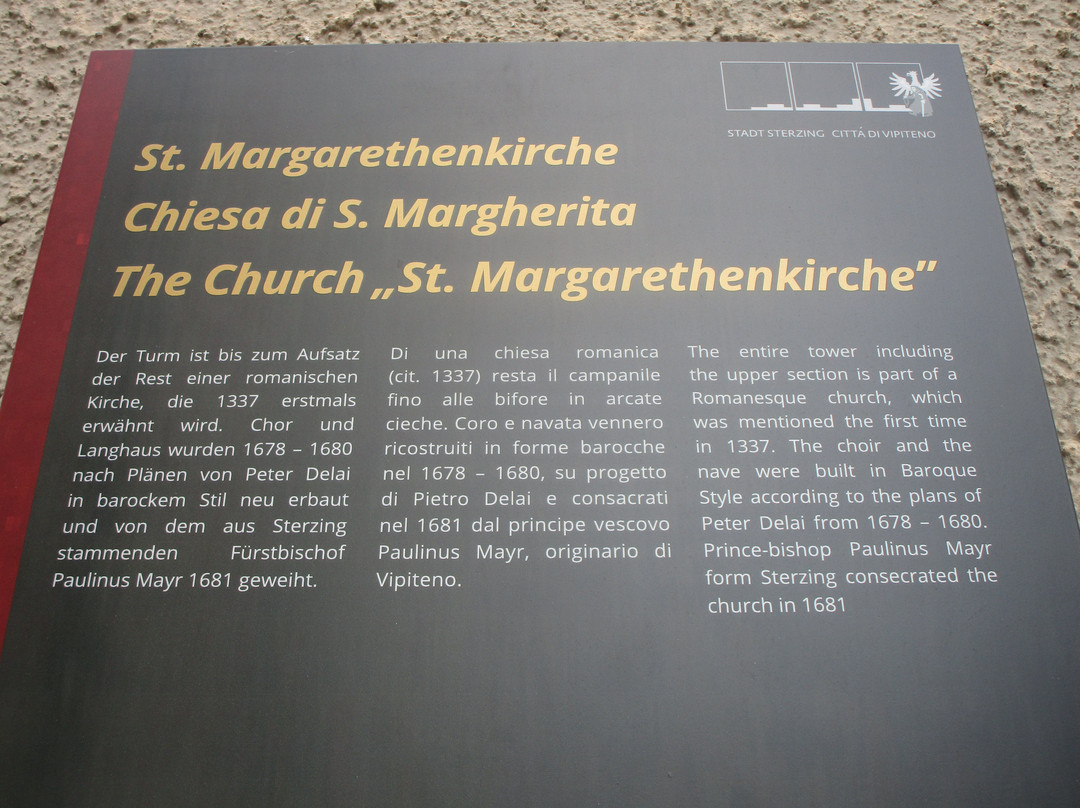 STADT STERZING CITTÁ DI VIPITENO
St. Margarethenkirche
Chiesa di S. Margherita
The Church „St. Margarethenkirche”
Der Turm ist bis zum Aufsatz
der Rest einer romanischen
Kirche, die 1337 erstmals
erwähnt wird. Chor und
Langhaus wurden 1678 – 1680
nach Plänen von Peter Delai
in barockem Stil neu erbaut
und von dem aus Sterzing
stammenden Fürstbischof
Paulinus Mayr 1681 geweiht.
Di una chiesa romanica
(cit. 1337) resta il campanile
fino alle bifore in arcate
cieche. Coro e navata vennero
ricostruiti in forme barocche
nel 1678 – 1680, su progetto
di Pietro Delai e consacrati
nel 1681 dal principe vescovo
Paulinus Mayr, originario di
Vipiteno.
The entire tower including
the upper section is part of a
Romanesque church, which
was mentioned the first time
in 1337. The choir and the
nave were built in Baroque
Style according to the plans of
Peter Delai from 1678 – 1680.
Prince-bishop Paulinus Mayr
form Sterzing consecrated the
church in 1681